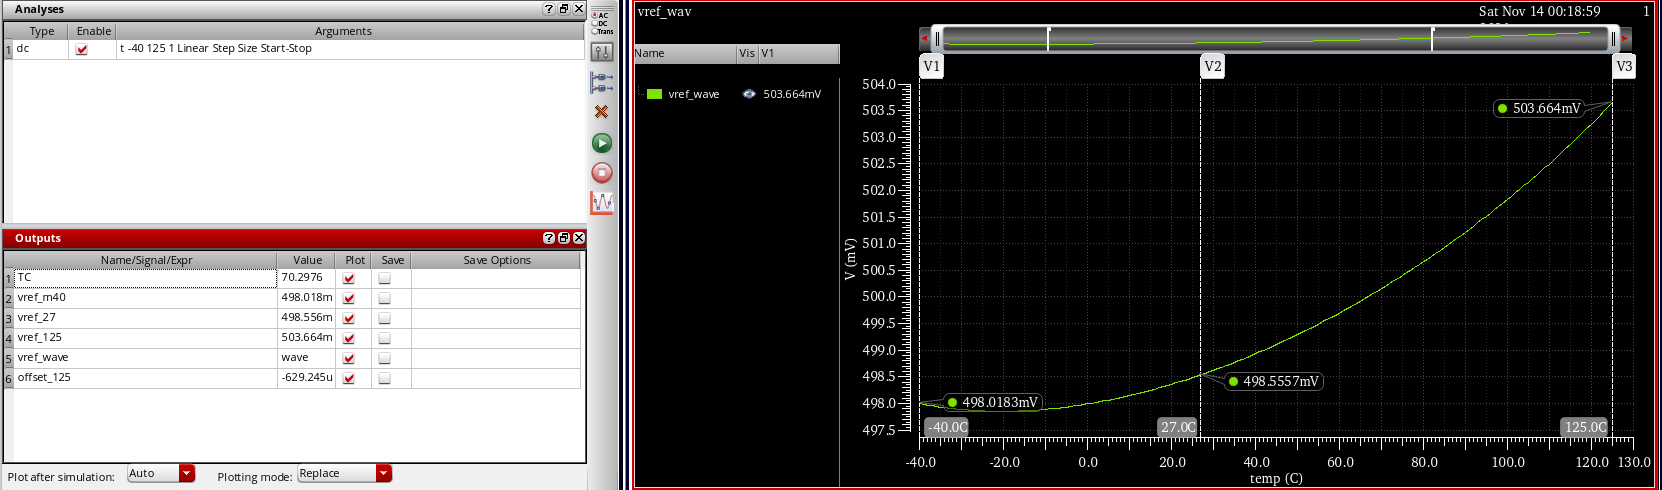 Analyses
Type Enable Arguments
1 dc t -40 125 1 Linear Step Size Start-Stop
AC
DC
Trans
Outputs
Name/Signal/Expr Value Plot Save Save Options
1 TC 70.2976
2 vref_m40 498.018m
3 vref_27 498.556m
4 vref_125 503.664m
5 vref_wave wave
6 offset_125 -629.245u
Plot after simulation: Auto Plotting mode: Replace
vref_wav
Sat Nov 14 00:18:59 1
Name Vis V1
vref_wave 503.664mV
V1 V2 V3
504.0
503.5
503.0
502.5
502.0
501.5
501.0
500.5
500.0
499.5
499.0
498.5
498.0
497.5
V (mV)
503.664mV
498.5557mV
498.0183mV
-40.0C 27.0C 125.0C
-40.0 -20.0 0.0 20.0 40.0 60.0 80.0 100.0 120.0 130.0
temp (C)